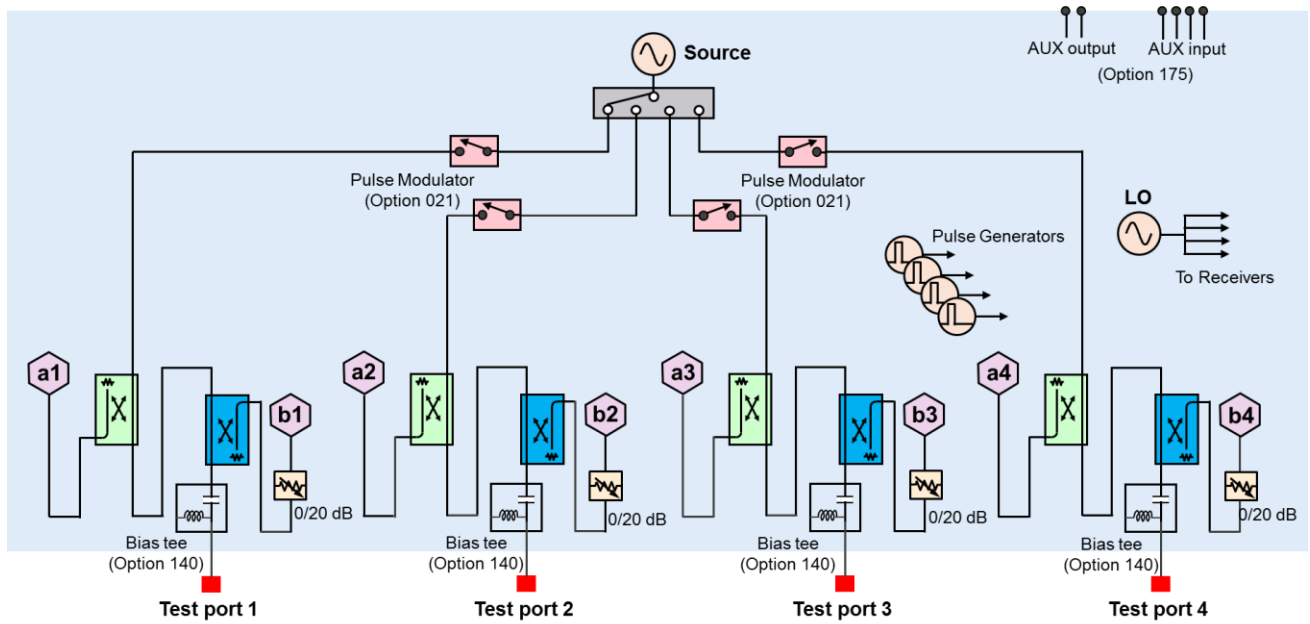 AUX output
AUX input
(Option 175)
Source
Pulse Modulator
(Option 021)
Pulse Modulator
(Option 021)
LO
Pulse Generators
To Receivers
a1
b1
a2
b2
a3
b3
a4
b4
0/20 dB
0/20 dB
0/20 dB
0/20 dB
Bias tee
(Option 140)
Bias tee
(Option 140)
Bias tee
(Option 140)
Bias tee
(Option 140)
Test port 1
Test port 2
Test port 3
Test port 4